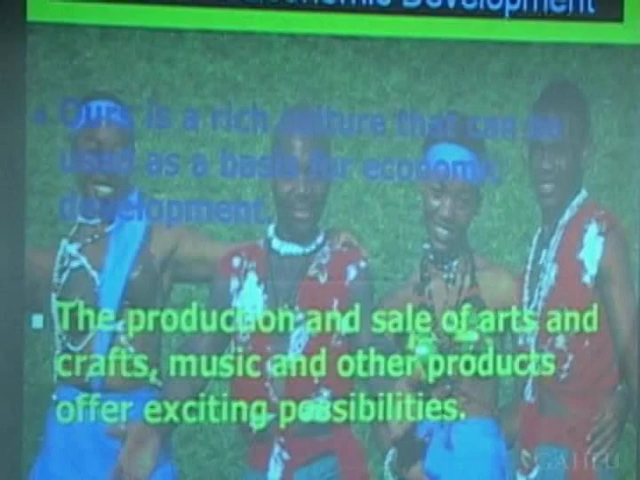 Economic Development
Ours is a rich culture that can be
used as a basis for economic
development.
The production and sale of arts and
crafts, music and other products
offer exciting possibilities.